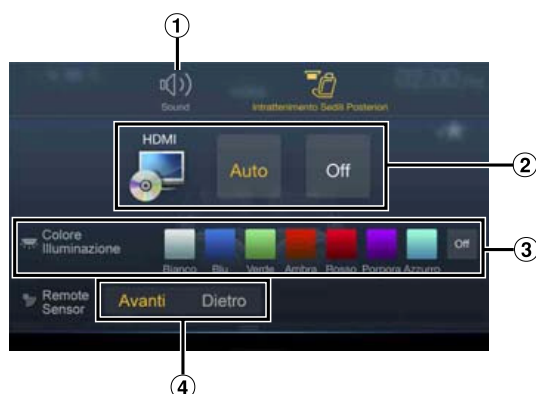 1
Sound
Intrattenimento Sedili Posteriori
HDMI
Auto
Off
2
Colore
Illuminazione
Bianco
Blu
Verde
Ambra
Rosso
Porpora
Azzurro
Off
3
Remote
Sensor
Avanti
Dietro
4